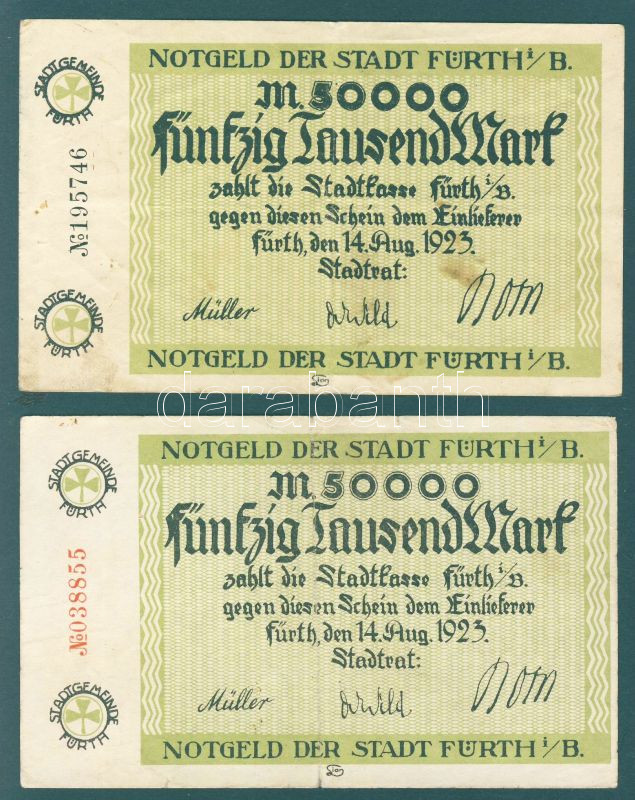 NOTGELD DER STADT FÜRTH i/B.
M. 50000
fünfzig Tausend Mark
zahlt die Stadtkasse fürth i/B.
gegen diesen Schein dem Einlieferer
fürth, den 14. Aug. 1923.
Stadtrat:
Müller
NOTGELD DER STADT FÜRTH i/B.
STADTGEMEINDE
FÜRTH
№195746
STADTGEMEINDE
FÜRTH
darabanth
NOTGELD DER STADT FÜRTH i/B.
M. 50000
fünfzig Tausend Mark
zahlt die Stadtkasse fürth i/B.
gegen diesen Schein dem Einlieferer
fürth, den 14. Aug. 1923.
Stadtrat:
Müller
NOTGELD DER STADT FÜRTH i/B.
STADTGEMEINDE
FÜRTH
№038855
STADTGEMEINDE
FÜRTH